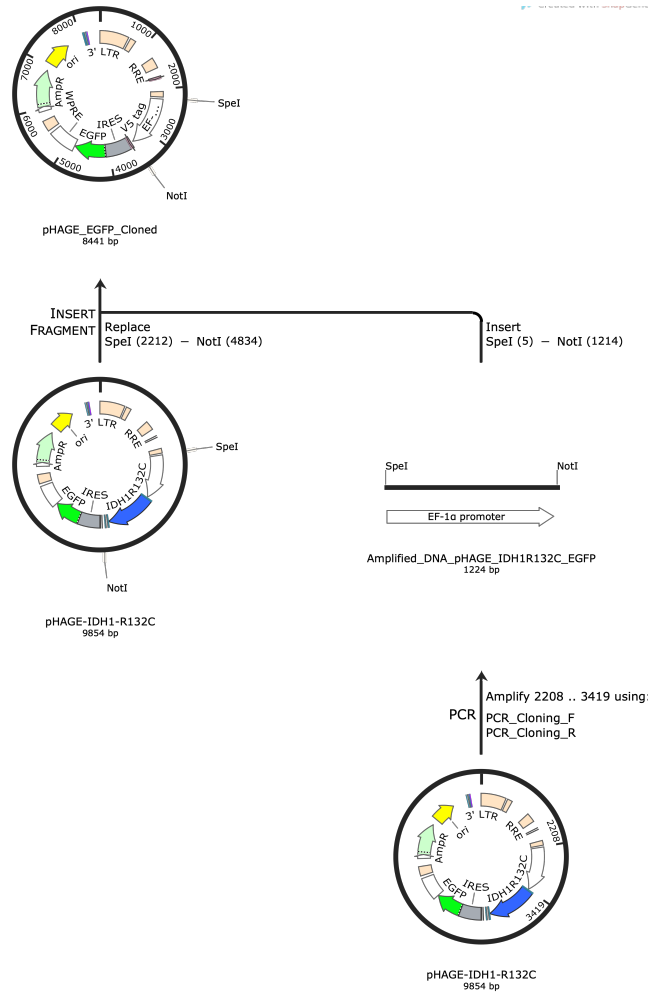 Created with SnapGene
8000
1000
7000
2000
6000
3000
5000
4000
3' LTR
ori
RRE
AmpR
WPRE
EGFP
IRES
V5 tag
EF-...
SpeI
NotI
pHAGE_EGFP_Cloned
8441 bp
INSERT
FRAGMENT
Replace
SpeI (2212) – NotI (4834)
Insert
SpeI (5) – NotI (1214)
3' LTR
ori
RRE
AmpR
EGFP
IRES
IDH1R132C
SpeI
NotI
pHAGE-IDH1-R132C
9854 bp
SpeI
NotI
EF-1α promoter
Amplified_DNA_pHAGE_IDH1R132C_EGFP
1224 bp
PCR
Amplify 2208 .. 3419 using:
PCR_Cloning_F
PCR_Cloning_R
3' LTR
ori
RRE
2208
AmpR
EGFP
IRES
IDH1R132C
3419
pHAGE-IDH1-R132C
9854 bp